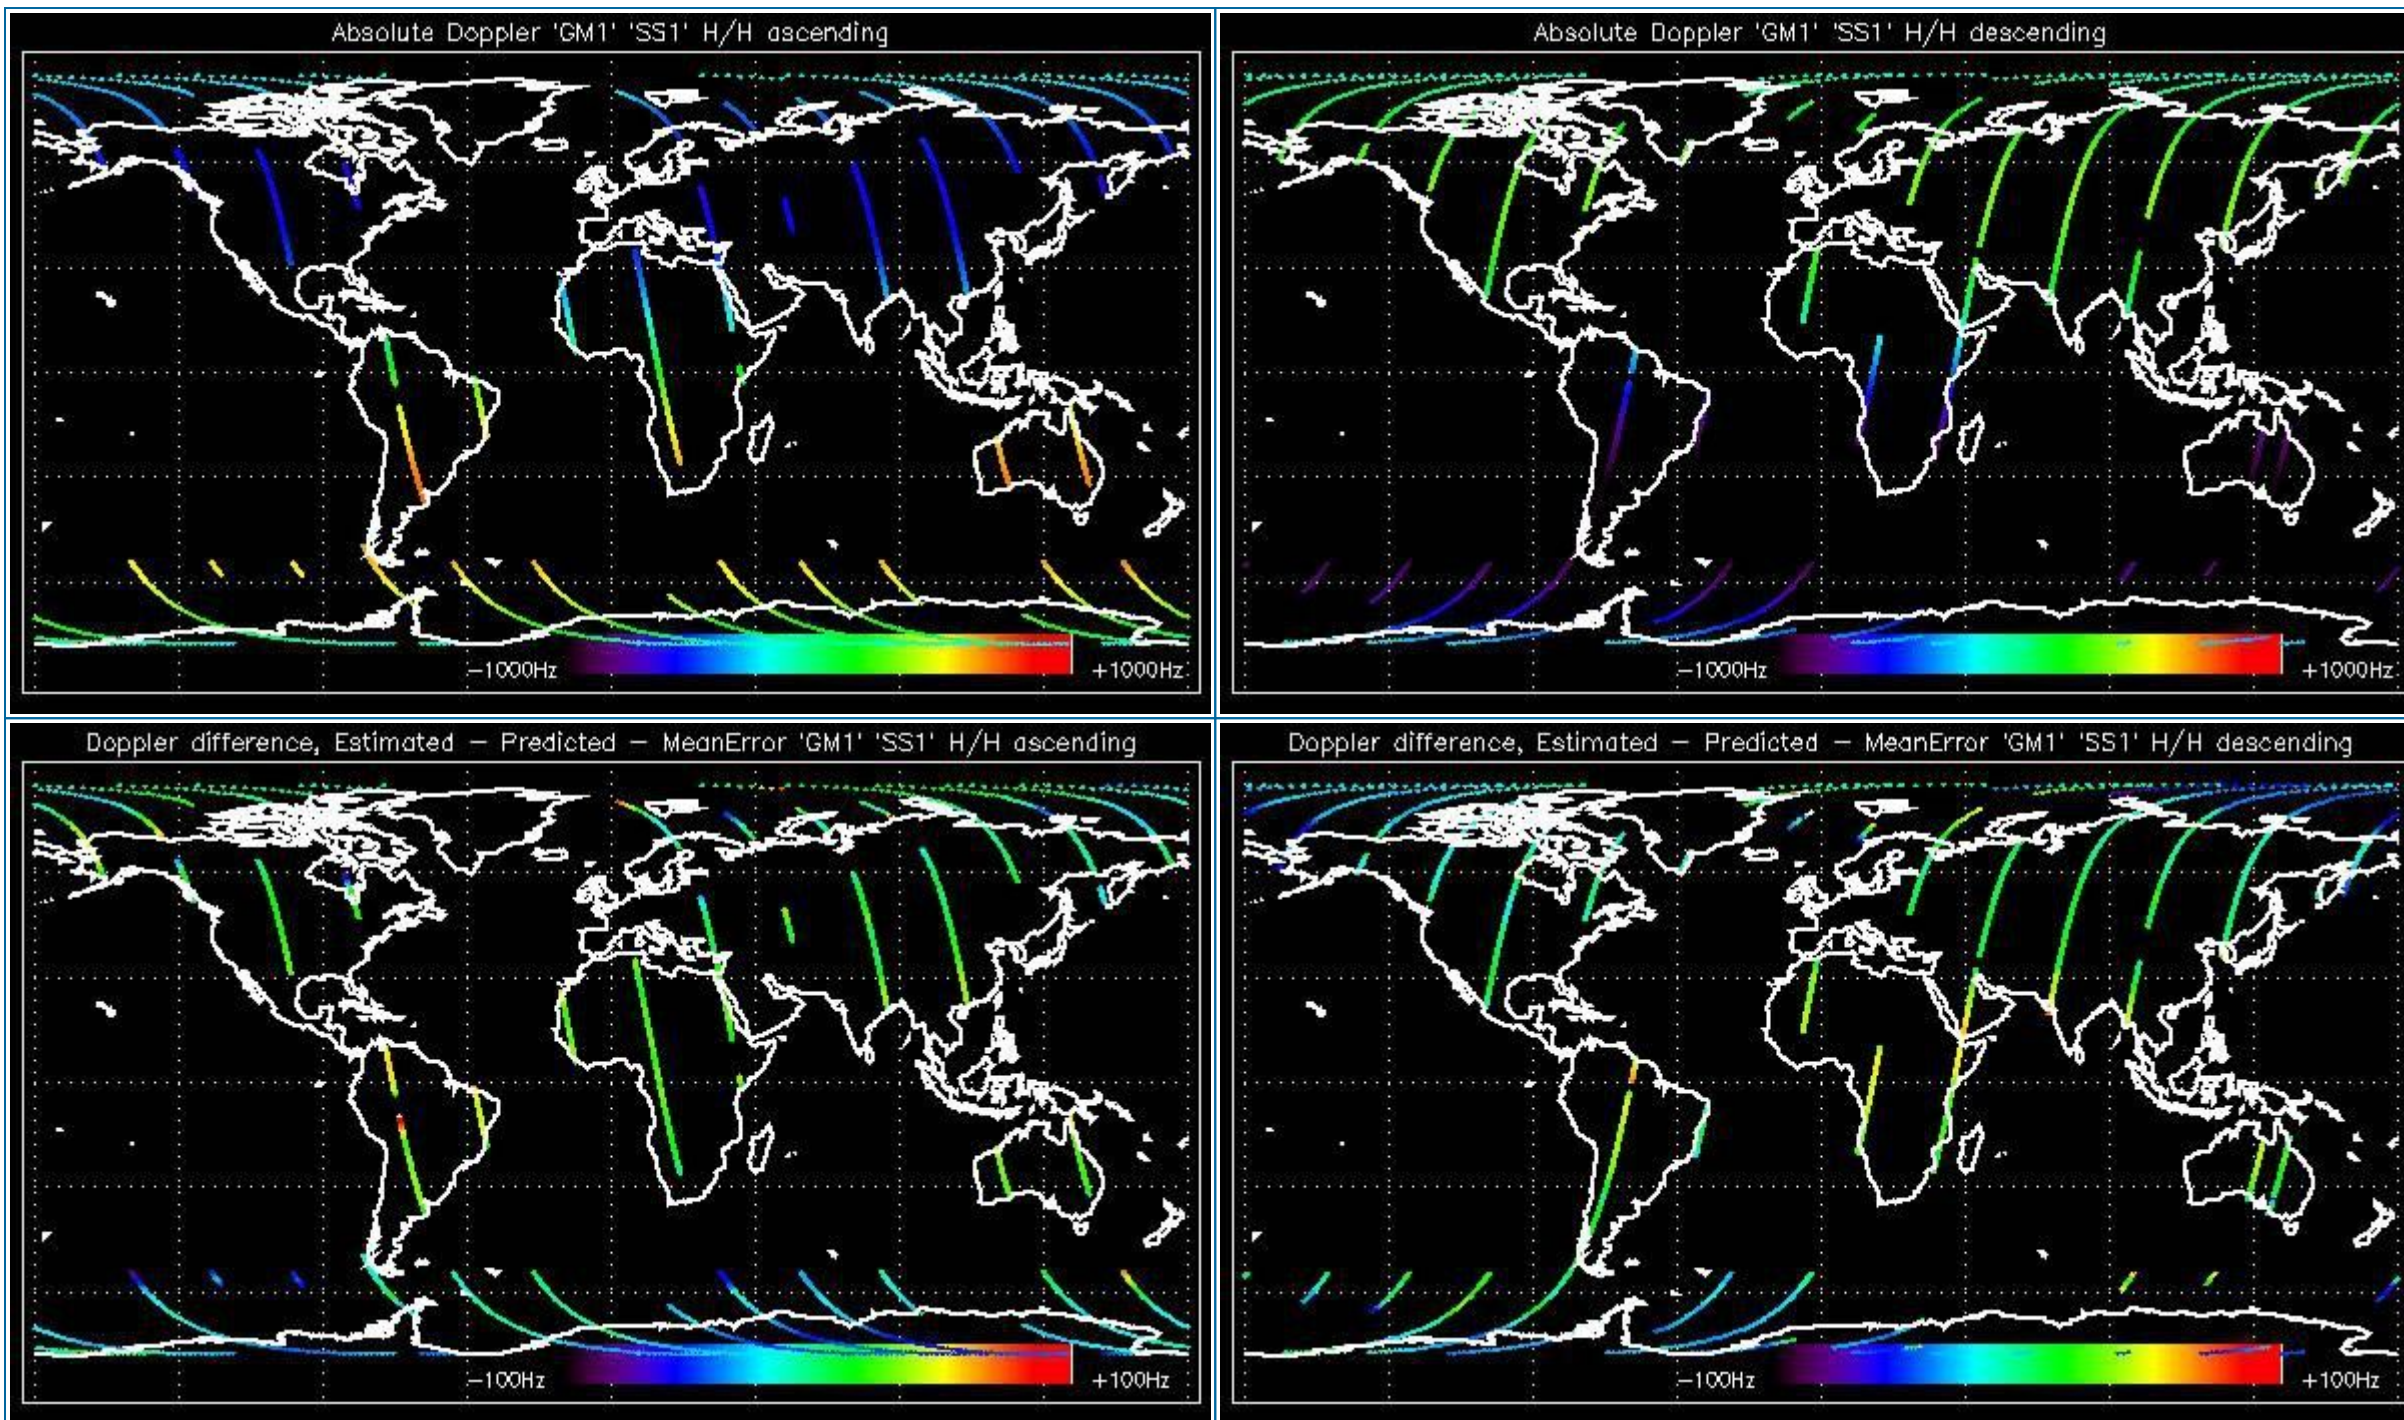 Absolute Doppler 'GM1' 'SS1' H/H ascending
−1000Hz +1000Hz
Absolute Doppler 'GM1' 'SS1' H/H descending
−1000Hz +1000Hz
Doppler difference, Estimated − Predicted − MeanError 'GM1' 'SS1' H/H ascending
−100Hz +100Hz
Doppler difference, Estimated − Predicted − MeanError 'GM1' 'SS1' H/H descending
−100Hz +100Hz